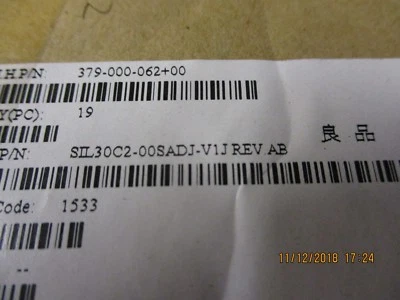 I.H.P/N: 379-000-062+00
Y(PC): 19
良品
P/N: SIL30C2-00SADJ-V1J REV AB
Code: 1533
--
11/12/2018 17:24